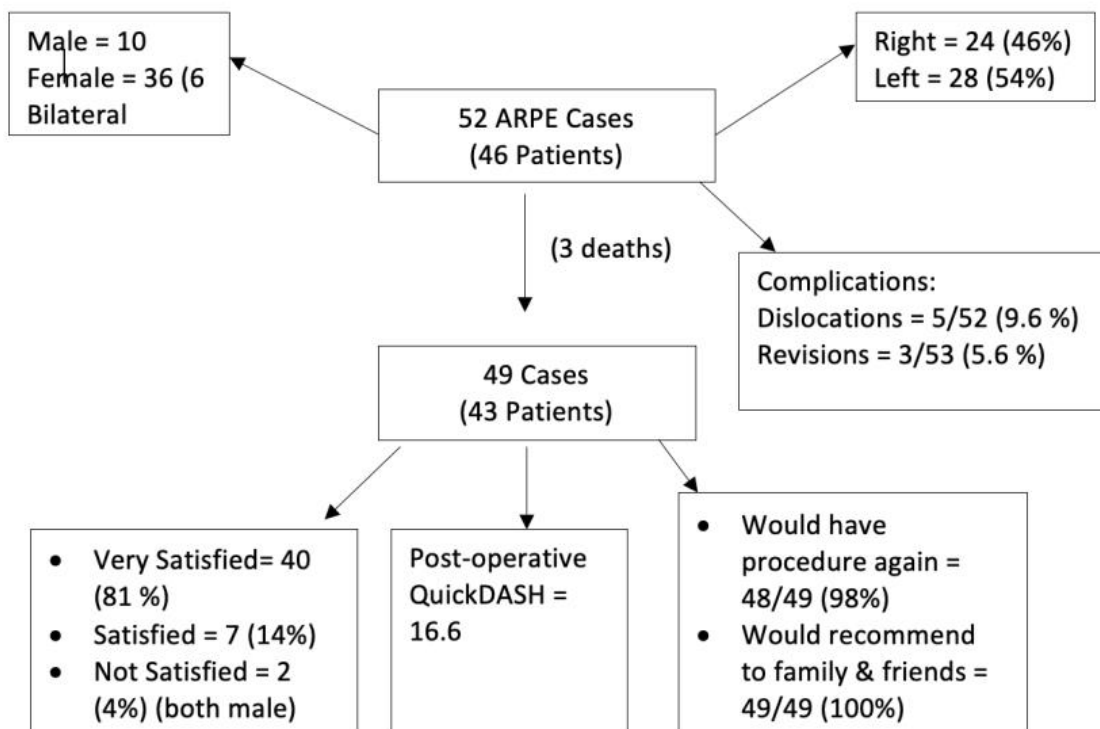 Male = 10
Female = 36 (6
Bilateral
Right = 24 (46%)
Left = 28 (54%)
52 ARPE Cases
(46 Patients)
(3 deaths)
Complications:
Dislocations = 5/52 (9.6 %)
Revisions = 3/53 (5.6 %)
49 Cases
(43 Patients)
• Very Satisfied= 40
(81 %)
• Satisfied = 7 (14%)
• Not Satisfied = 2
(4%) (both male)
Post-operative
QuickDASH =
16.6
• Would have
procedure again =
48/49 (98%)
• Would recommend
to family & friends =
49/49 (100%)